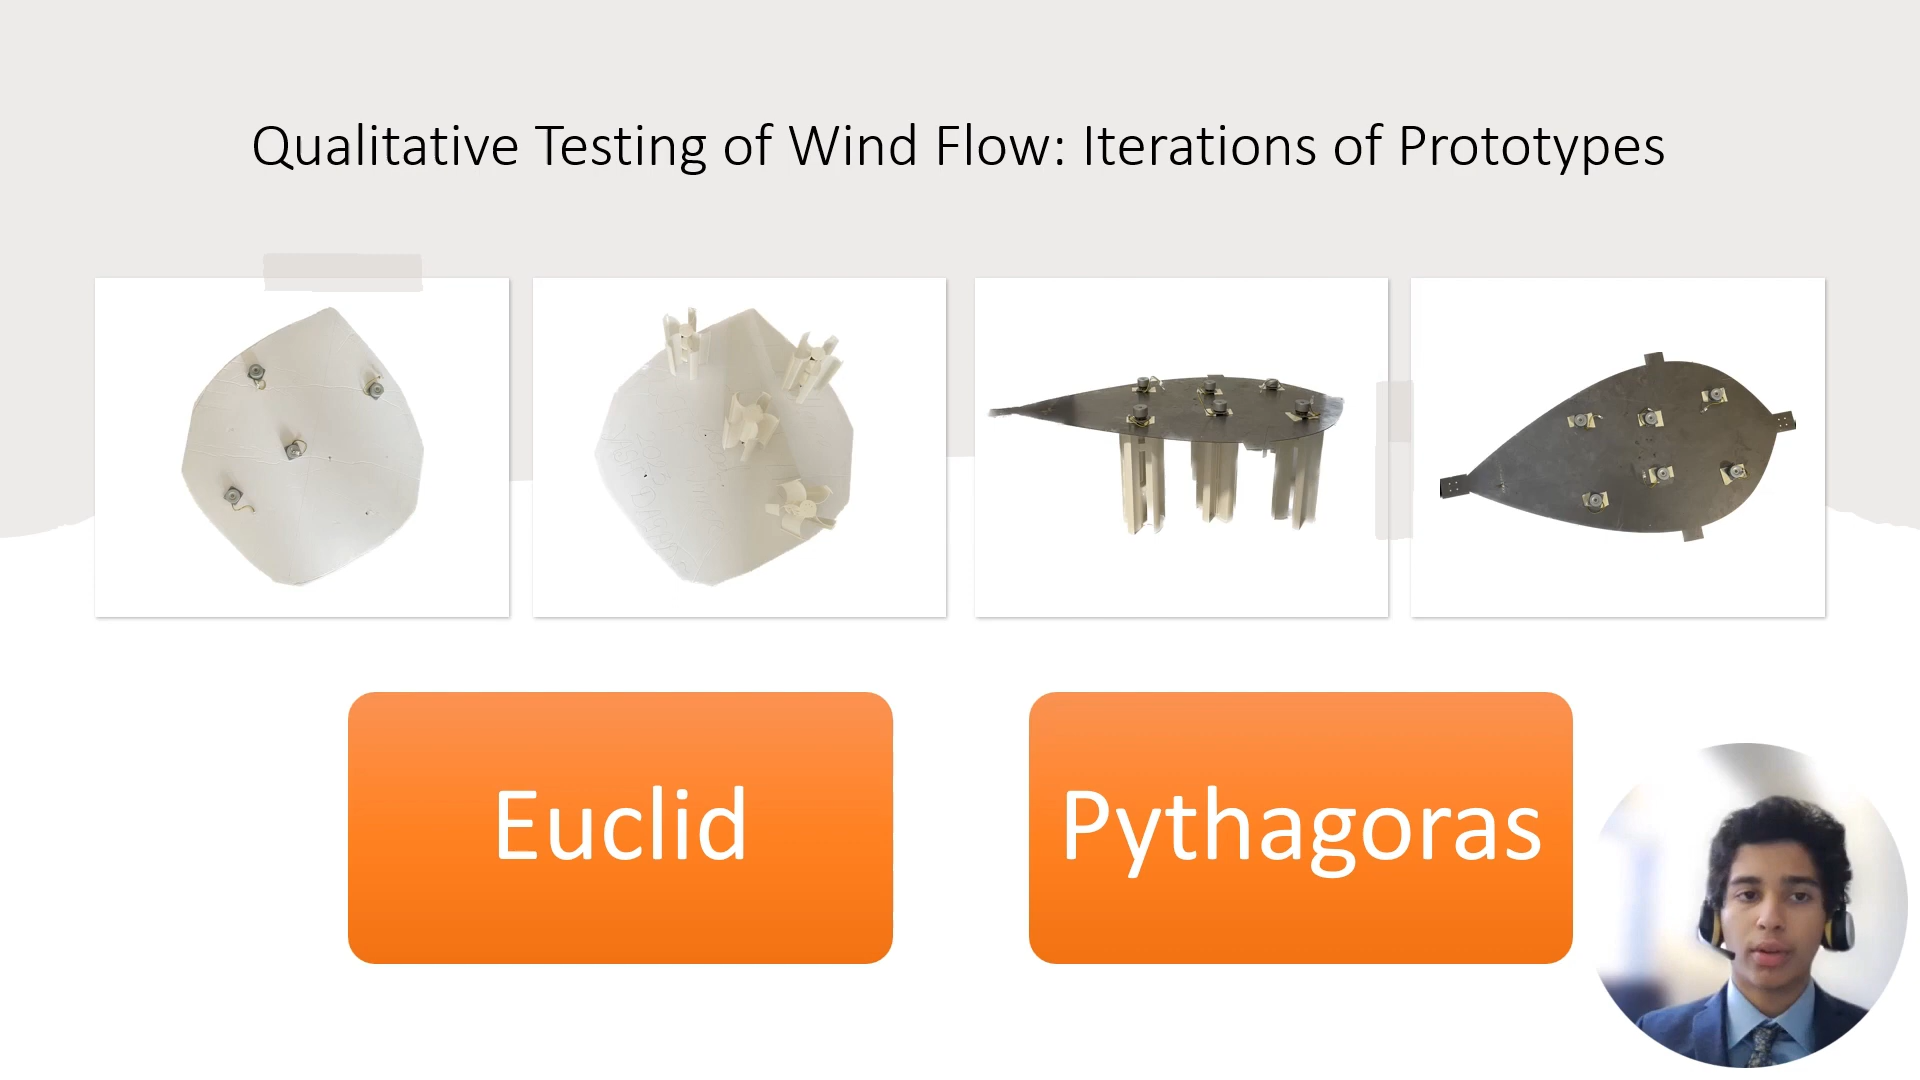 Qualitative Testing of Wind Flow: Iterations of Prototypes
Euclid
Pythagoras